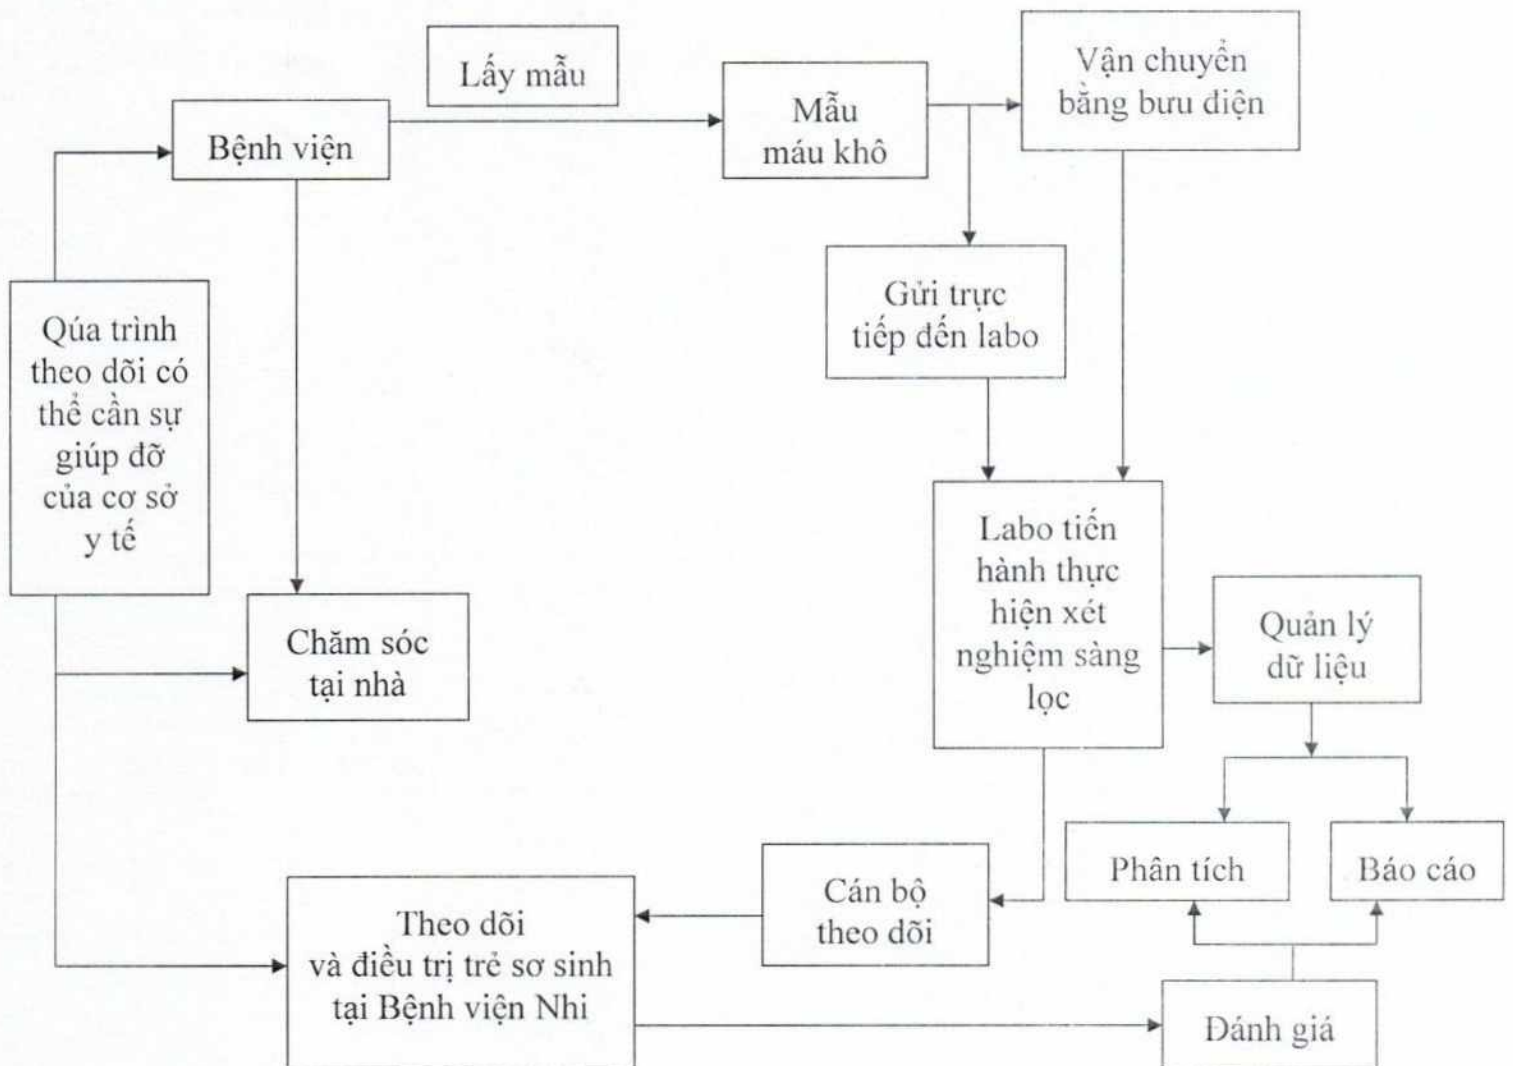 Lấy mẫu
Vận chuyển
bằng bưu điện
Bệnh viện
Mẫu
máu khô
Gửi trực
tiếp đến labo
Qúa trình
theo dõi có
thể cần sự
giúp đỡ
của cơ sở
y tế
Labo tiến
hành thực
hiện xét
nghiệm sàng
lọc
Chăm sóc
tại nhà
Quản lý
dữ liệu
Phân tích
Báo cáo
Cán bộ
theo dõi
Theo dõi
và điều trị trẻ sơ sinh
tại Bệnh viện Nhi
Đánh giá